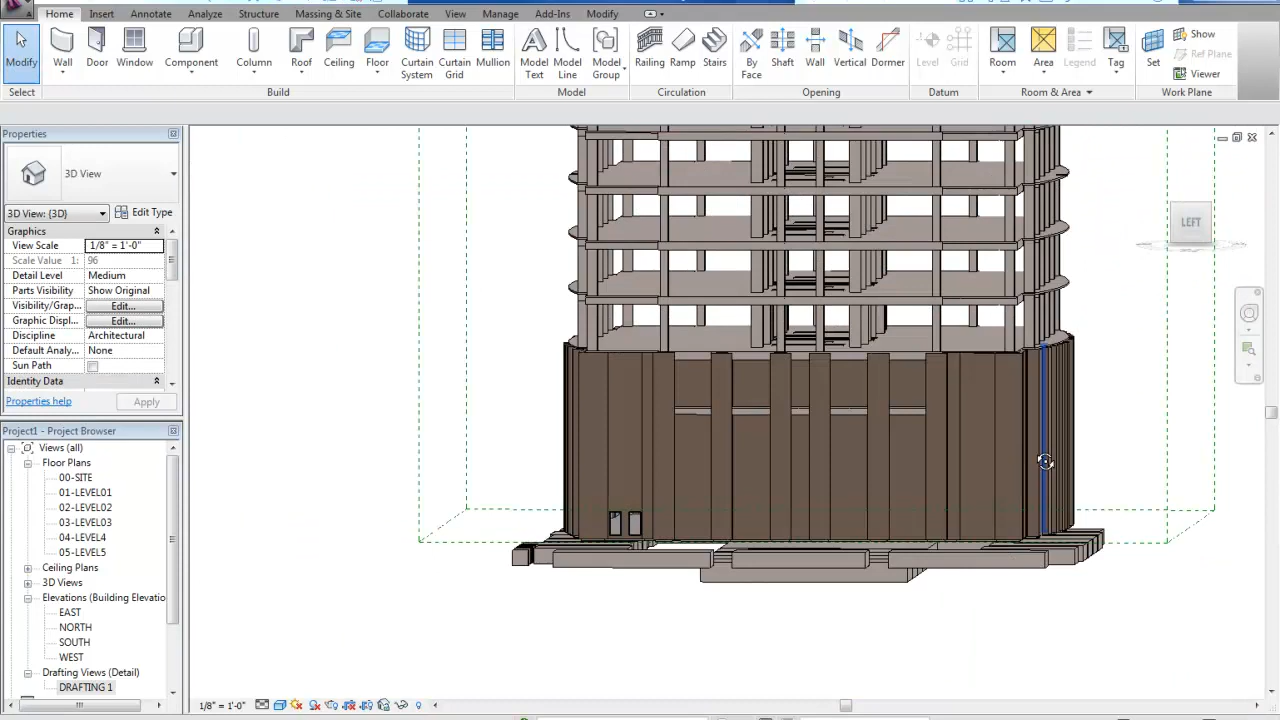 Home Insert Annotate Analyze Structure Massing & Site Collaborate View Manage Add-Ins Modify
Modify Wall Door Window Component Column Roof Ceiling Floor Curtain System Curtain Grid Mullion Model Text Model Line Model Group Railing Ramp Stairs By Face Shaft Wall Vertical Dormer Level Grid Room Area Legend Tag Set Show Ref Plane Viewer
Select Build Model Circulation Opening Datum Room & Area Work Plane
Properties
3D View
3D View: {3D} Edit Type
Graphics
View Scale 1/8" = 1'-0"
Scale Value 1: 96
Detail Level Medium
Parts Visibility Show Original
Visibility/Grap... Edit...
Graphic Displ... Edit...
Discipline Architectural
Default Analy... None
Sun Path
Identity Data
Properties help Apply
Project1 - Project Browser
Views (all)
Floor Plans
00-SITE
01-LEVEL01
02-LEVEL02
03-LEVEL03
04-LEVEL4
05-LEVEL5
Ceiling Plans
3D Views
Elevations (Building Elevatio
EAST
NORTH
SOUTH
WEST
Drafting Views (Detail)
DRAFTING 1
LEFT
1/8" = 1'-0"